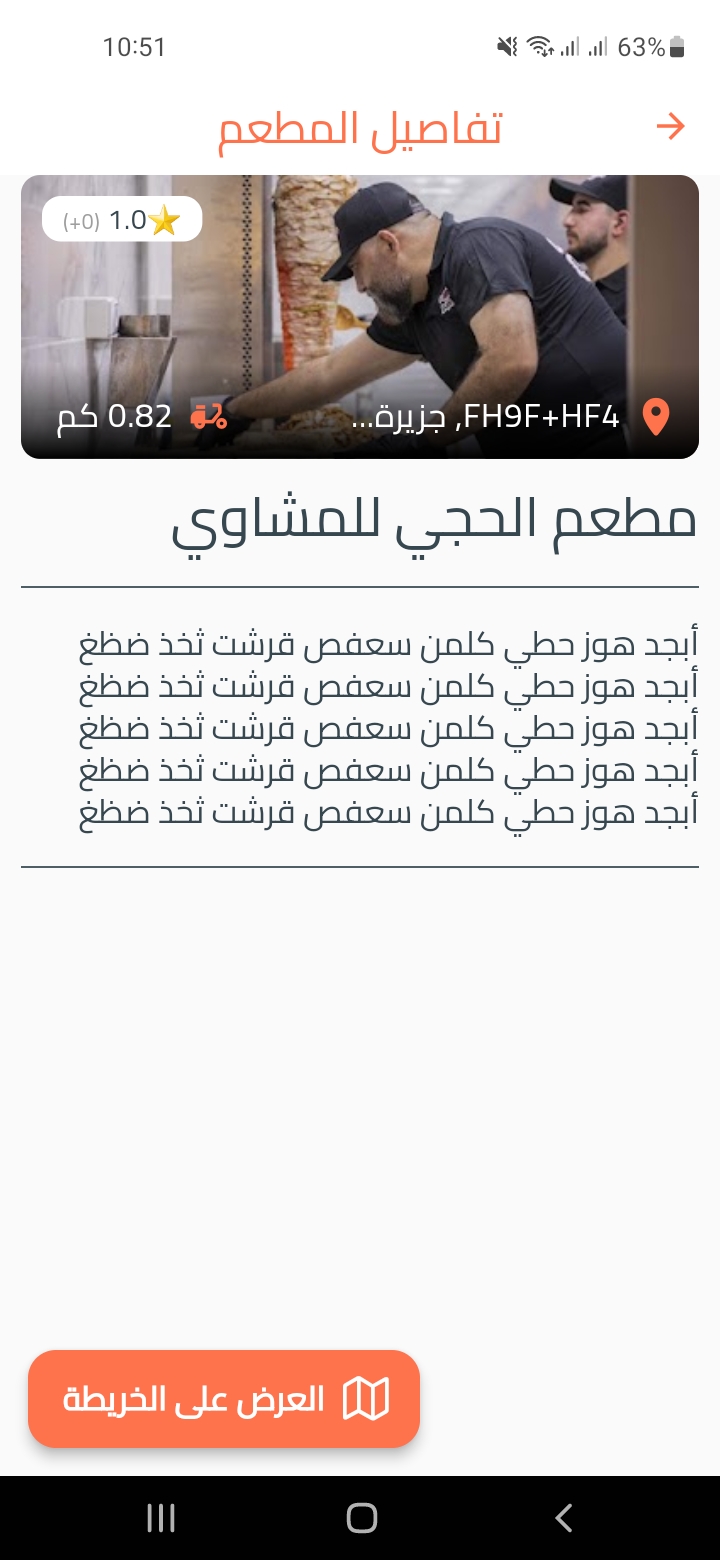 10:51
63%
تفاصيل المطعم
1.0 (0+)
FH9F+HF4, جزيرة...
0.82 كم
مطعم الحجي للمشاوي
أبجد هوز حطي كلمن سعفص قرشت ثخذ ضظغ
أبجد هوز حطي كلمن سعفص قرشت ثخذ ضظغ
أبجد هوز حطي كلمن سعفص قرشت ثخذ ضظغ
أبجد هوز حطي كلمن سعفص قرشت ثخذ ضظغ
أبجد هوز حطي كلمن سعفص قرشت ثخذ ضظغ
العرض على الخريطة